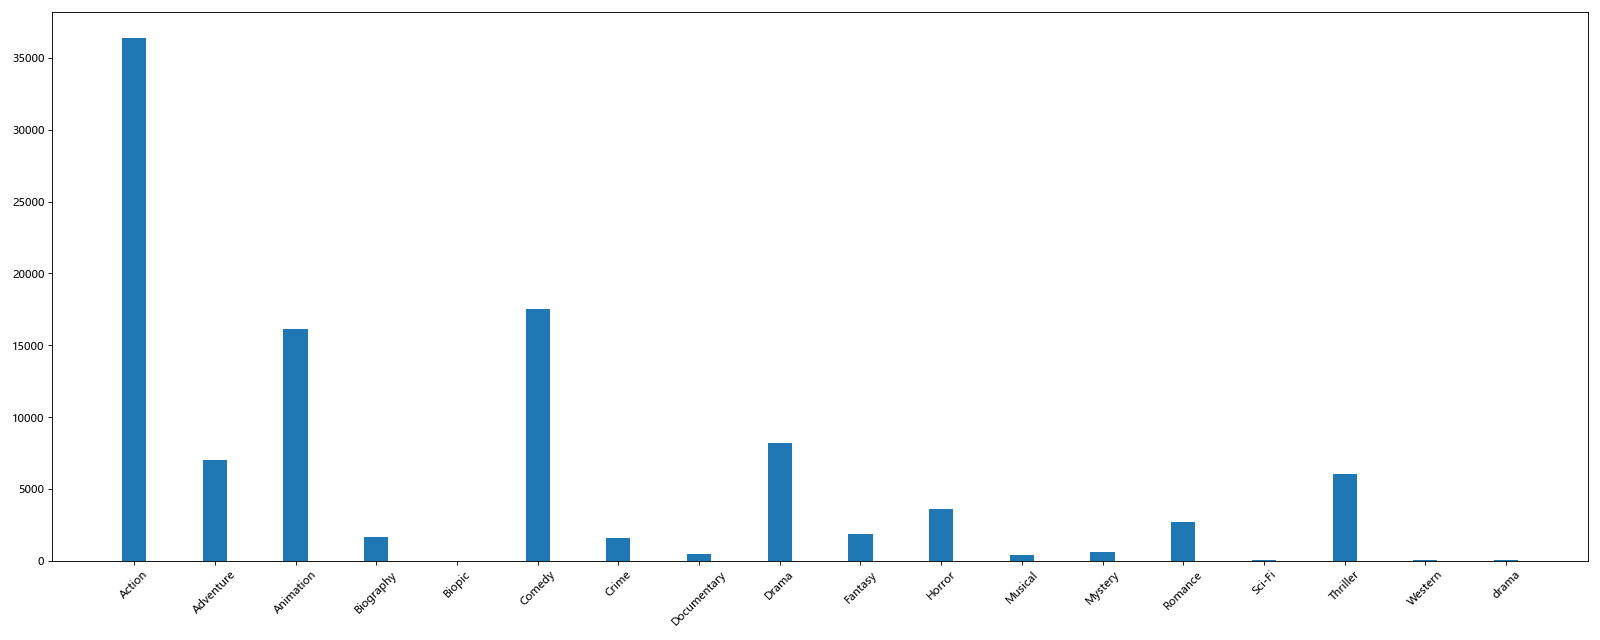 35000
30000
25000
20000
15000
10000
5000
0
Action
Adventure
Animation
Biography
Biopic
Comedy
Crime
Documentary
Drama
Fantasy
Horror
Musical
Mystery
Romance
Sci-Fi
Thriller
Western
drama